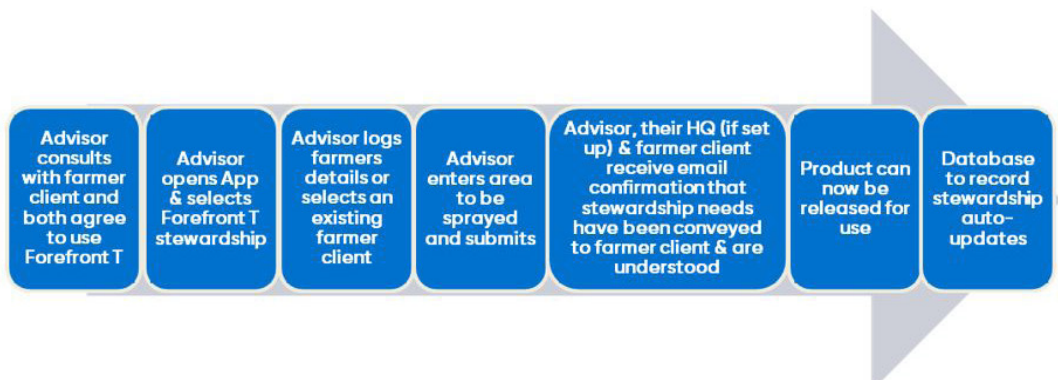 Advisor
consults
with farmer
client and
both agree
to use
Forefront T
Advisor
opens App
& selects
Forefront T
stewardship
Advisor logs
farmers
details or
selects an
existing
farmer
client
Advisor
enters area
to be
sprayed
and submits
Advisor, their HQ (if set
up) & farmer client
receive email
confirmation that
stewardship needs
have been conveyed
to farmer client & are
understood
Product can
now be
released for
use
Database
to record
stewardship
auto-
updates